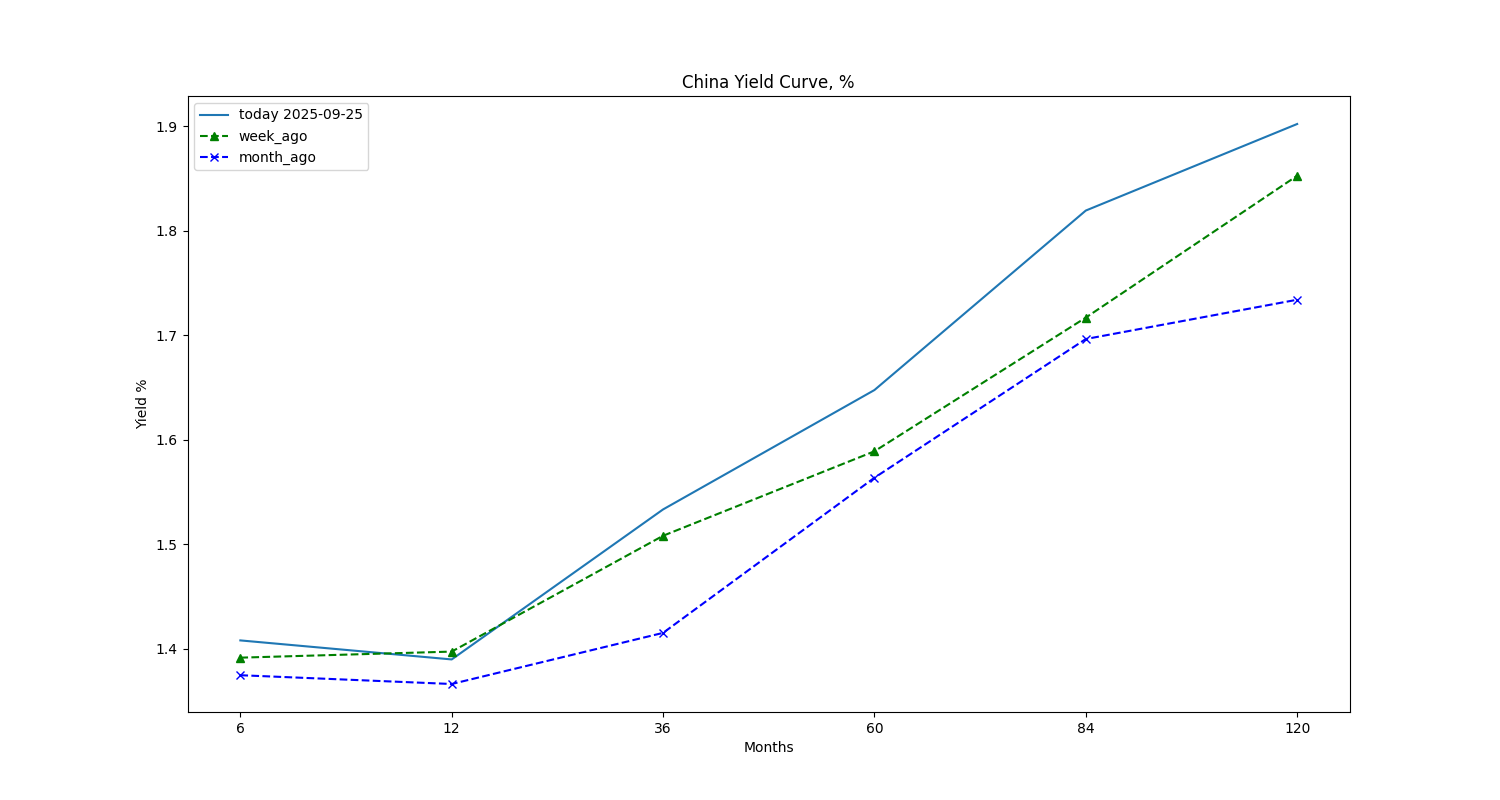 China Yield Curve, %
today 2025-09-25
week_ago
month_ago
1.9
1.8
1.7
1.6
1.5
1.4
Yield %
6 12 36 60 84 120
Months